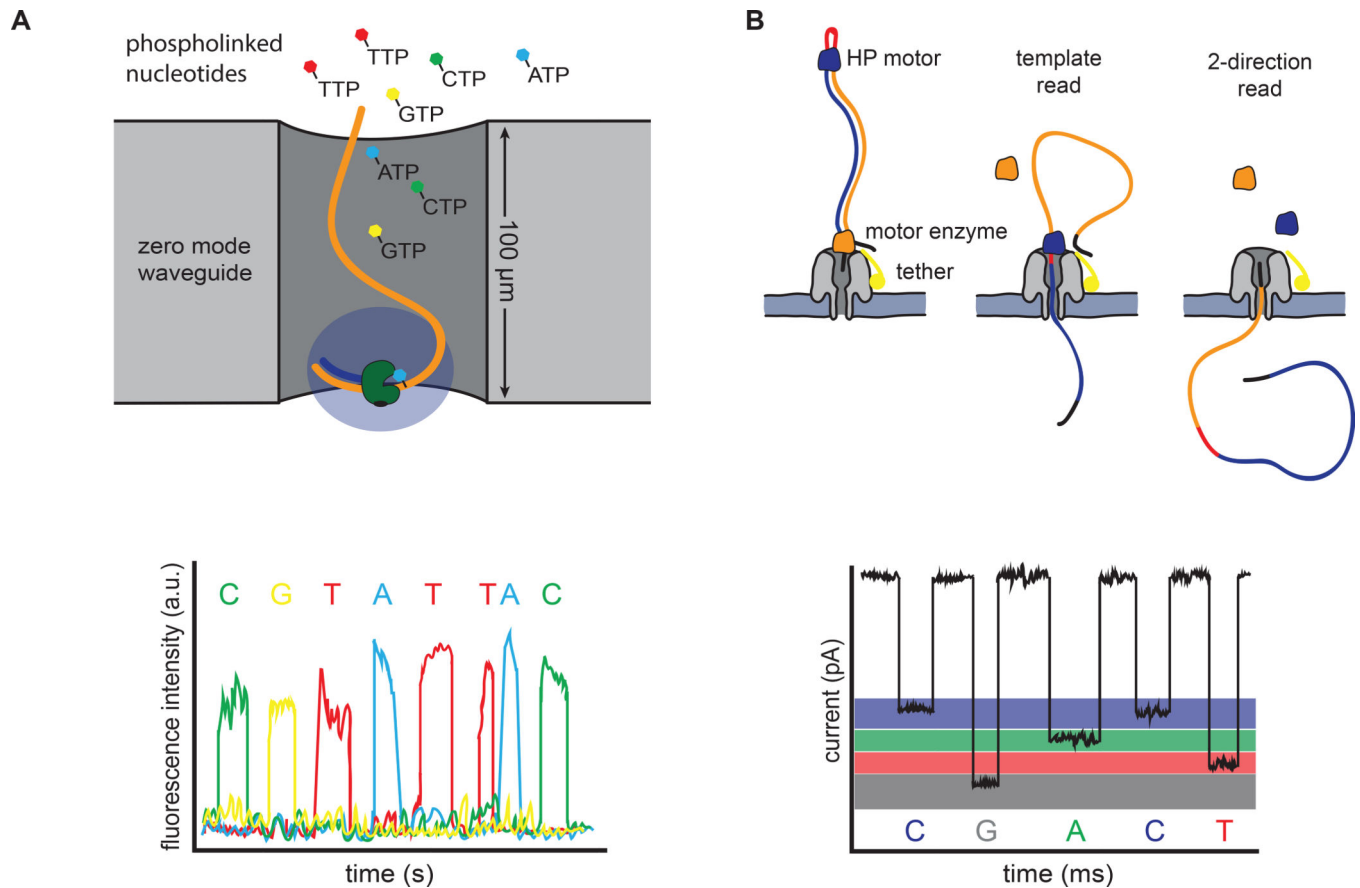 A
phospholinked
nucleotides
TTP
TTP
CTP
ATP
GTP
ATP
CTP
GTP
zero mode
waveguide
100 µm
fluorescence intensity (a.u.)
C G T A T T A C
time (s)
B
HP motor
template
read
2-direction
read
motor enzyme
tether
current (pA)
C G A C T
time (ms)